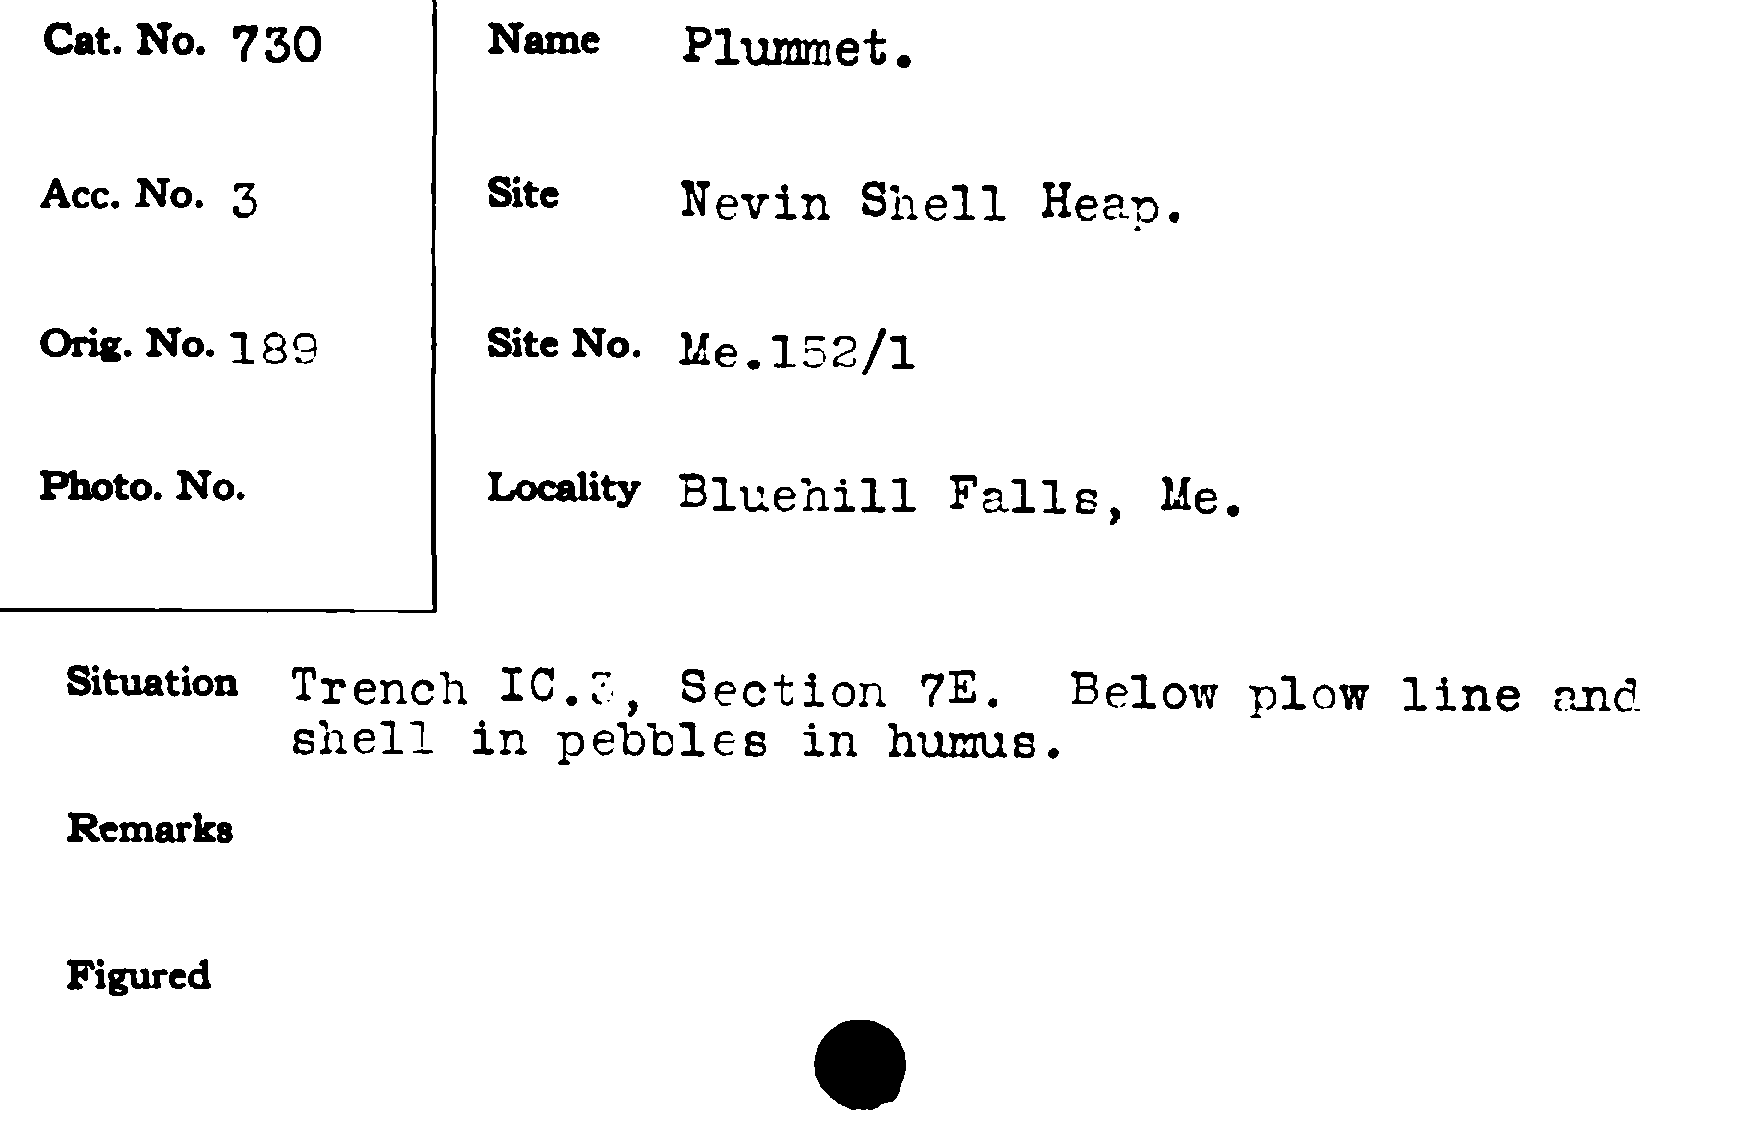 Cat. No. 730
Name Plummet.
Acc. No. 3
Site Nevin Shell Heap.
Orig. No. 189
Site No. Me.152/1
Photo. No.
Locality Bluehill Falls, Me.
Situation Trench IC.3, Section 7E. Below plow line and
shell in pebbles in humus.
Remarks
Figured